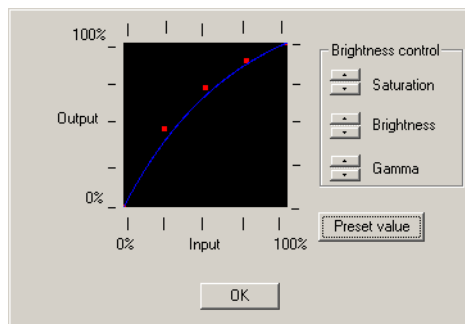 100%
Output
0%
0%
Input
100%
Brightness control
Saturation
Brightness
Gamma
Preset value
OK